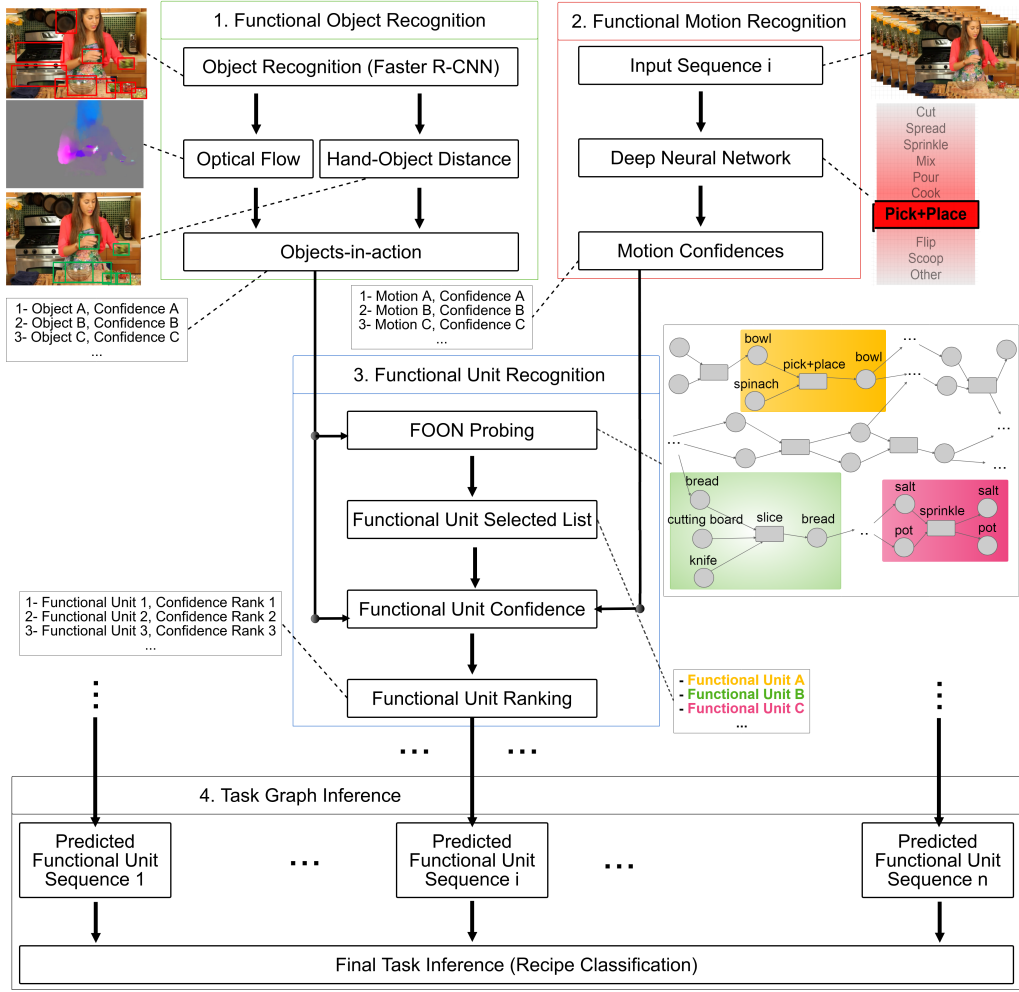 1. Functional Object Recognition
Object Recognition (Faster R-CNN)
Optical Flow
Hand-Object Distance
Objects-in-action
1- Object A, Confidence A
2- Object B, Confidence B
3- Object C, Confidence C
...
2. Functional Motion Recognition
Input Sequence i
Deep Neural Network
Motion Confidences
Cut
Spread
Sprinkle
Mix
Pour
Cook
Pick+Place
Flip
Scoop
Other
1- Motion A, Confidence A
2- Motion B, Confidence B
3- Motion C, Confidence C
...
3. Functional Unit Recognition
FOON Probing
Functional Unit Selected List
Functional Unit Confidence
Functional Unit Ranking
bowl
pick+place
bowl
spinach
...
...
...
...
...
bread
cutting board
slice
bread
knife
..
salt
sprinkle
salt
pot
pot
1- Functional Unit 1, Confidence Rank 1
2- Functional Unit 2, Confidence Rank 2
3- Functional Unit 3, Confidence Rank 3
...
- Functional Unit A
- Functional Unit B
- Functional Unit C
...
... ...
4. Task Graph Inference
Predicted
Functional Unit
Sequence 1
...
Predicted
Functional Unit
Sequence i
...
Predicted
Functional Unit
Sequence n
Final Task Inference (Recipe Classification)